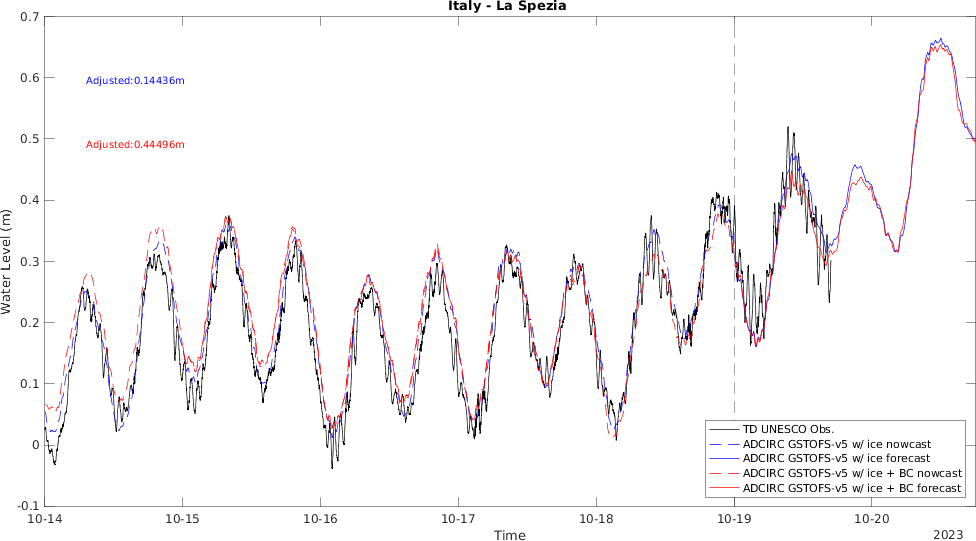 Italy - La Spezia
Water Level (m)
0.7
0.6
0.5
0.4
0.3
0.2
0.1
0
-0.1
Adjusted:0.14436m
Adjusted:0.44496m
TD UNESCO Obs.
ADCIRC GSTOFS-v5 w/ ice nowcast
ADCIRC GSTOFS-v5 w/ ice forecast
ADCIRC GSTOFS-v5 w/ice + BC nowcast
ADCIRC GSTOFS-v5 w/ice + BC forecast
10-14 10-15 10-16 10-17 10-18 10-19 10-20
Time
2023